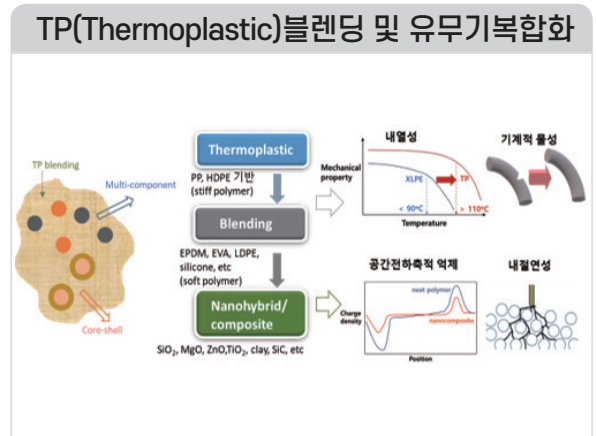 TP(Thermoplastic)블렌딩 및 유무기복합화
TP blending
Multi-component
Core-shell
Thermoplastic
PP, HDPE 기반
(stiff polymer)
Blending
EPDM, EVA, LDPE,
silicone, etc
(soft polymer)
Nanohybrid/
composite
SiO₂, MgO, ZnO,TiO₂, clay, SiC, etc
내열성
Mechanical
property
XLPE
TP
< 90°C
> 110°C
Temperature
기계적 물성
공간전하축적 억제
Charge
density
neat polymer
nanocomposite
Position
내절연성